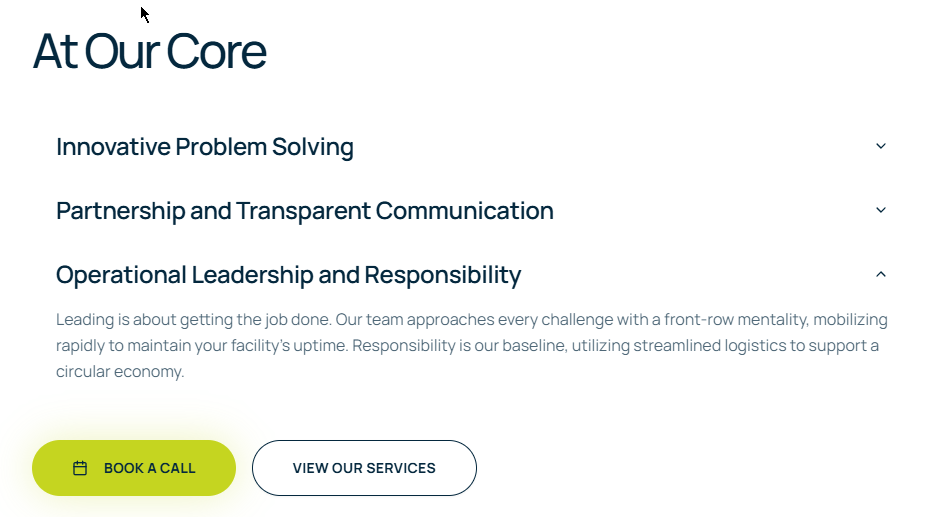 At Our Core
Innovative Problem Solving
Partnership and Transparent Communication
Operational Leadership and Responsibility
Leading is about getting the job done. Our team approaches every challenge with a front-row mentality, mobilizing
rapidly to maintain your facility's uptime. Responsibility is our baseline, utilizing streamlined logistics to support a
circular economy.
BOOK A CALL
VIEW OUR SERVICES